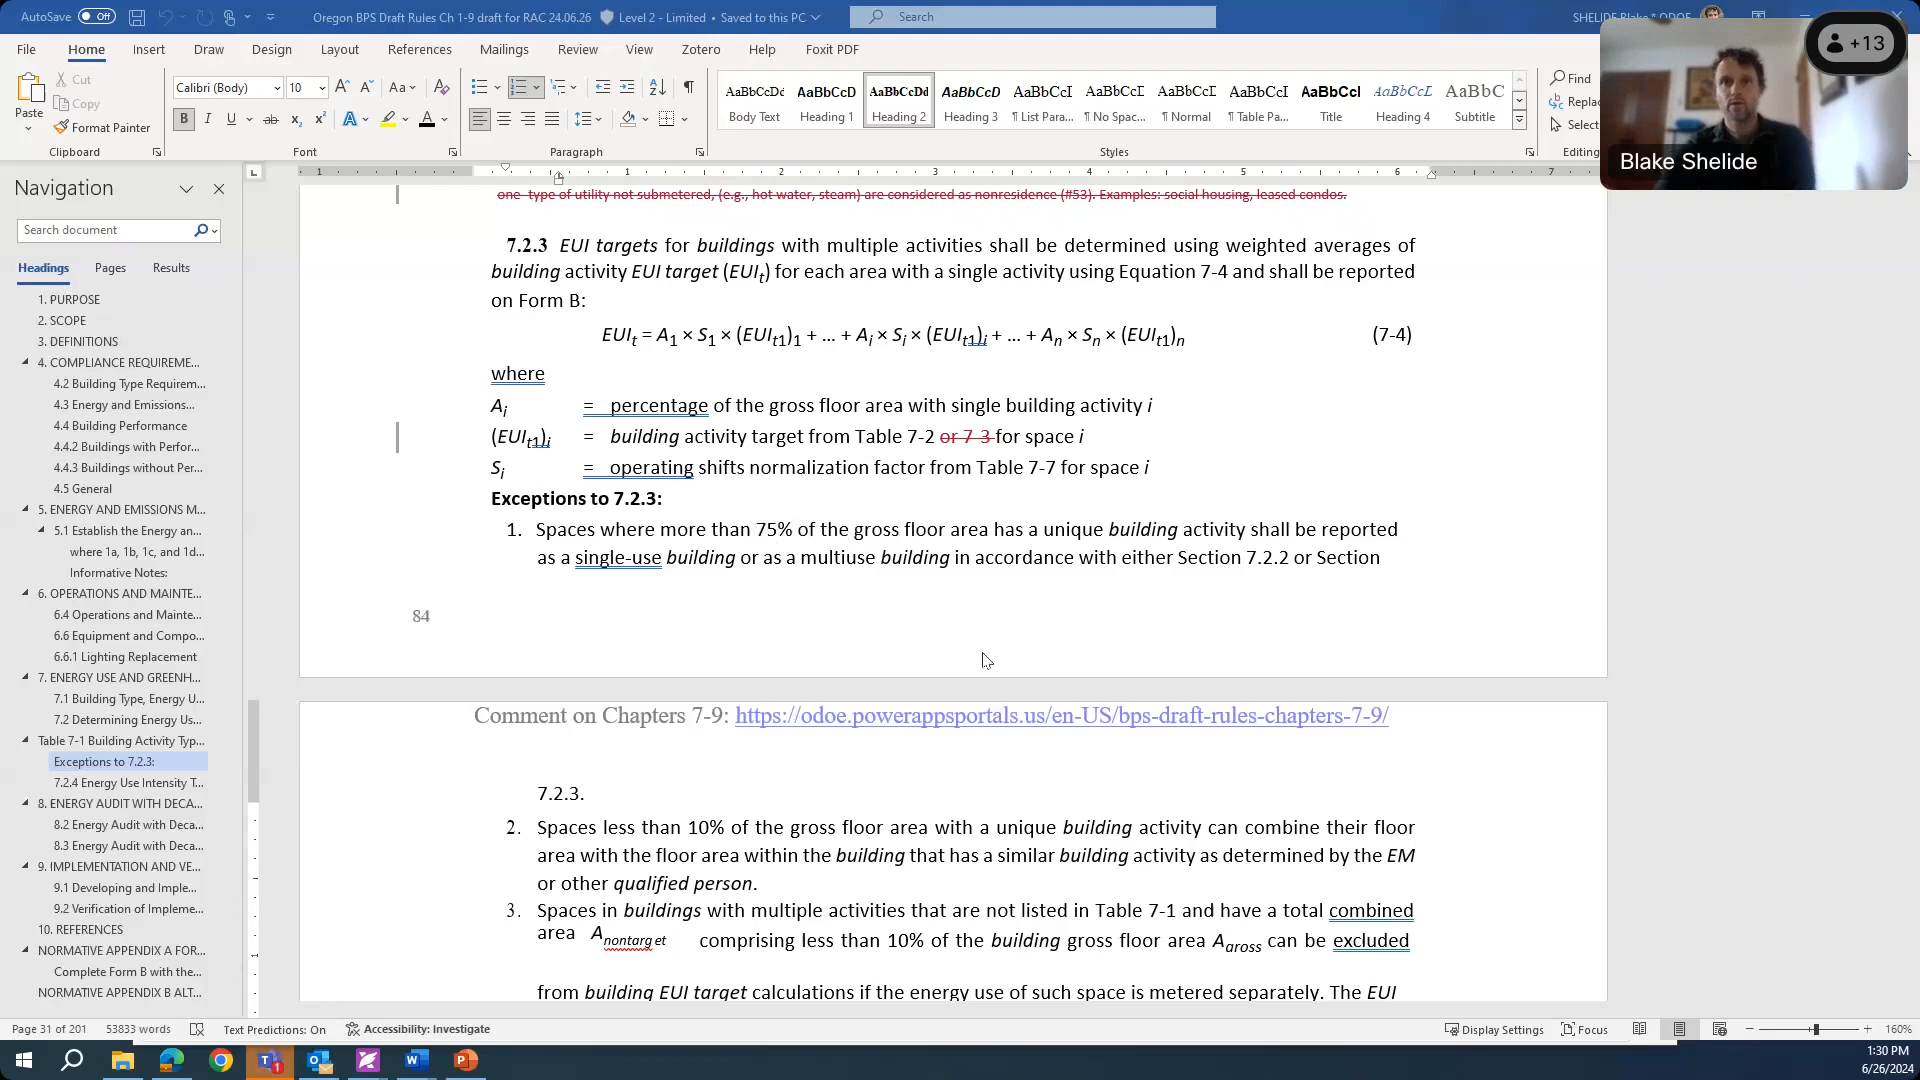 AutoSave Off
Oregon BPS Draft Rules Ch 1-9 draft for RAC 24.06.26 Level 2 - Limited • Saved to this PC
Search
SHELIDE Blake * ODOE
+13
File Home Insert Draw Design Layout References Mailings Review View Zotero Help Foxit PDF
Paste
Cut
Copy
Format Painter
Clipboard
Calibri (Body) 10
Font
Paragraph
AaBbCcDd AaBbCcD AaBbCcDd AaBbCcD AaBbCcI AaBbCcI AaBbCcI AaBbCcI AaBbCcI AaBbCcD AaBbC
Body Text Heading 1 Heading 2 Heading 3 ¶ List Para... ¶ No Spac... ¶ Normal ¶ Table Pa... Title Heading 4 Subtitle
Styles
Find
Replac
Select
Editing
Blake Shelide
Navigation
Search document
Headings Pages Results
1. PURPOSE
2. SCOPE
3. DEFINITIONS
4. COMPLIANCE REQUIREME...
4.2 Building Type Requirem...
4.3 Energy and Emissions...
4.4 Building Performance
4.4.2 Buildings with Perfor...
4.4.3 Buildings without Per...
4.5 General
5. ENERGY AND EMISSIONS M...
5.1 Establish the Energy an...
where 1a, 1b, 1c, and 1d...
Informative Notes:
6. OPERATIONS AND MAINTE...
6.4 Operations and Mainte...
6.6 Equipment and Compo...
6.6.1 Lighting Replacement
7. ENERGY USE AND GREENH...
7.1 Building Type, Energy U...
7.2 Determining Energy Us...
Table 7-1 Building Activity Typ...
Exceptions to 7.2.3:
7.2.4 Energy Use Intensity T...
8. ENERGY AUDIT WITH DECA...
8.2 Energy Audit with Deca...
8.3 Energy Audit with Deca...
9. IMPLEMENTATION AND VE...
9.1 Developing and Imple...
9.2 Verification of Impleme...
10. REFERENCES
NORMATIVE APPENDIX A FOR...
Complete Form B with the...
NORMATIVE APPENDIX B ALT...
1 1 2 3 4 5 6 7
one type of utility not submetered, (e.g., hot water, steam) are considered as nonresidence (#53). Examples: social housing, leased condos.
7.2.3 EUI targets for buildings with multiple activities shall be determined using weighted averages of
building activity EUI target (EUIt) for each area with a single activity using Equation 7-4 and shall be reported
on Form B:
EUIt = A1 × S1 × (EUIt1)1 + ... + Ai × Si × (EUIt1)i + ... + An × Sn × (EUIt1)n (7-4)
where
Ai = percentage of the gross floor area with single building activity i
(EUIt1)i = building activity target from Table 7-2 or 7-3 for space i
Si = operating shifts normalization factor from Table 7-7 for space i
Exceptions to 7.2.3:
1. Spaces where more than 75% of the gross floor area has a unique building activity shall be reported
as a single-use building or as a multiuse building in accordance with either Section 7.2.2 or Section
84
Comment on Chapters 7-9: https://odoe.powerappsportals.us/en-US/bps-draft-rules-chapters-7-9/
7.2.3.
2. Spaces less than 10% of the gross floor area with a unique building activity can combine their floor
area with the floor area within the building that has a similar building activity as determined by the EM
or other qualified person.
3. Spaces in buildings with multiple activities that are not listed in Table 7-1 and have a total combined
area Anontarget comprising less than 10% of the building gross floor area Aaross can be excluded
from building EUI target calculations if the energy use of such space is metered separately. The EUI
Page 31 of 201 53833 words Text Predictions: On Accessibility: Investigate Display Settings Focus 160%
1:30 PM
6/26/2024